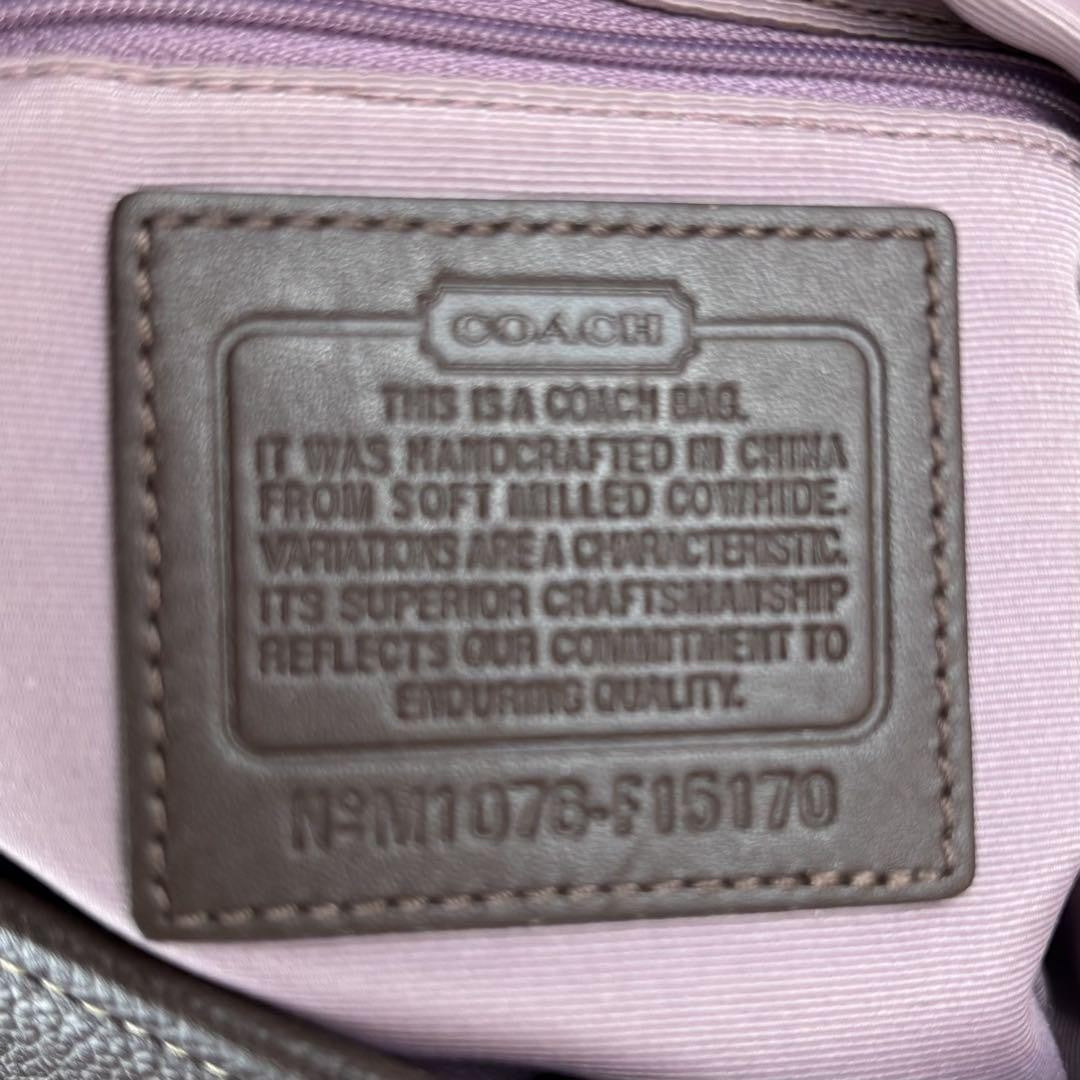 COACH
THIS IS A COACH BAG.
IT WAS HANDCRAFTED IN CHINA
FROM SOFT MILLED COWHIDE.
VARIATIONS ARE A CHARACTERISTIC.
ITS SUPERIOR CRAFTSMANSHIP
REFLECTS OUR COMMITMENT TO
ENDURING QUALITY.
NoM1076-F15170